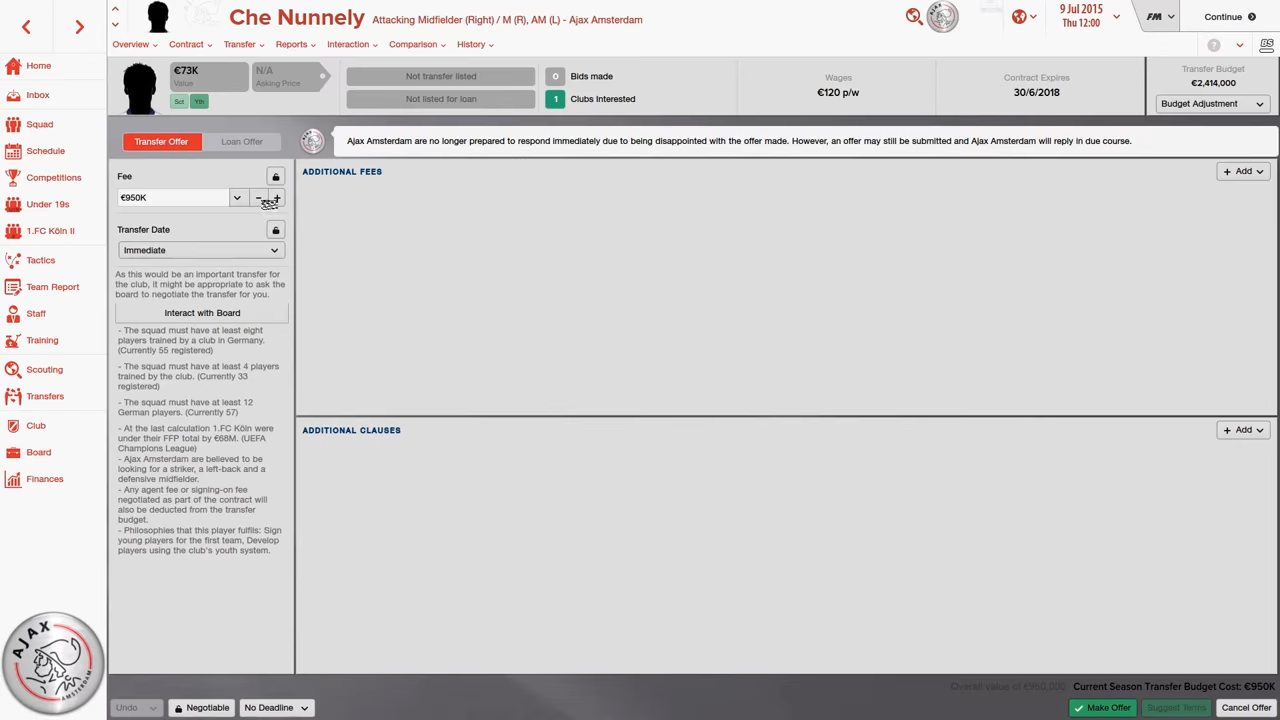 Che Nunnely Attacking Midfielder (Right) / M (R), AM (L) - Ajax Amsterdam
9 Jul 2015
Thu 12:00
FM
Continue
Overview Contract Transfer Reports Interaction Comparison History
Home
Inbox
Squad
Schedule
Competitions
Under 19s
1.FC Köln II
Tactics
Team Report
Staff
Training
Scouting
Transfers
Club
Board
Finances
€73K
Value
N/A
Asking Price
Sct Yth
Not transfer listed
Not listed for loan
0 Bids made
1 Clubs Interested
Wages
€120 p/w
Contract Expires
30/6/2018
Transfer Budget
€2,414,000
Budget Adjustment
Transfer Offer Loan Offer
Ajax Amsterdam are no longer prepared to respond immediately due to being disappointed with the offer made. However, an offer may still be submitted and Ajax Amsterdam will reply in due course.
Fee
€950K
Transfer Date
Immediate
As this would be an important transfer for
the club, it might be appropriate to ask the
board to negotiate the transfer for you.
Interact with Board
- The squad must have at least eight
players trained by a club in Germany.
(Currently 55 registered)
- The squad must have at least 4 players
trained by the club. (Currently 33
registered)
- The squad must have at least 12
German players. (Currently 57)
- At the last calculation 1.FC Köln were
under their FFP total by €68M. (UEFA
Champions League)
- Ajax Amsterdam are believed to be
looking for a striker, a left-back and a
defensive midfielder.
- Any agent fee or signing-on fee
negotiated as part of the contract will
also be deducted from the transfer
budget.
- Philosophies that this player fulfils: Sign
young players for the first team, Develop
players using the club's youth system.
ADDITIONAL FEES
+ Add
ADDITIONAL CLAUSES
+ Add
AJAX
AMSTERDAM
Overall value of €950,000 Current Season Transfer Budget Cost: €950K
Undo Negotiable No Deadline Make Offer Suggest Terms Cancel Offer